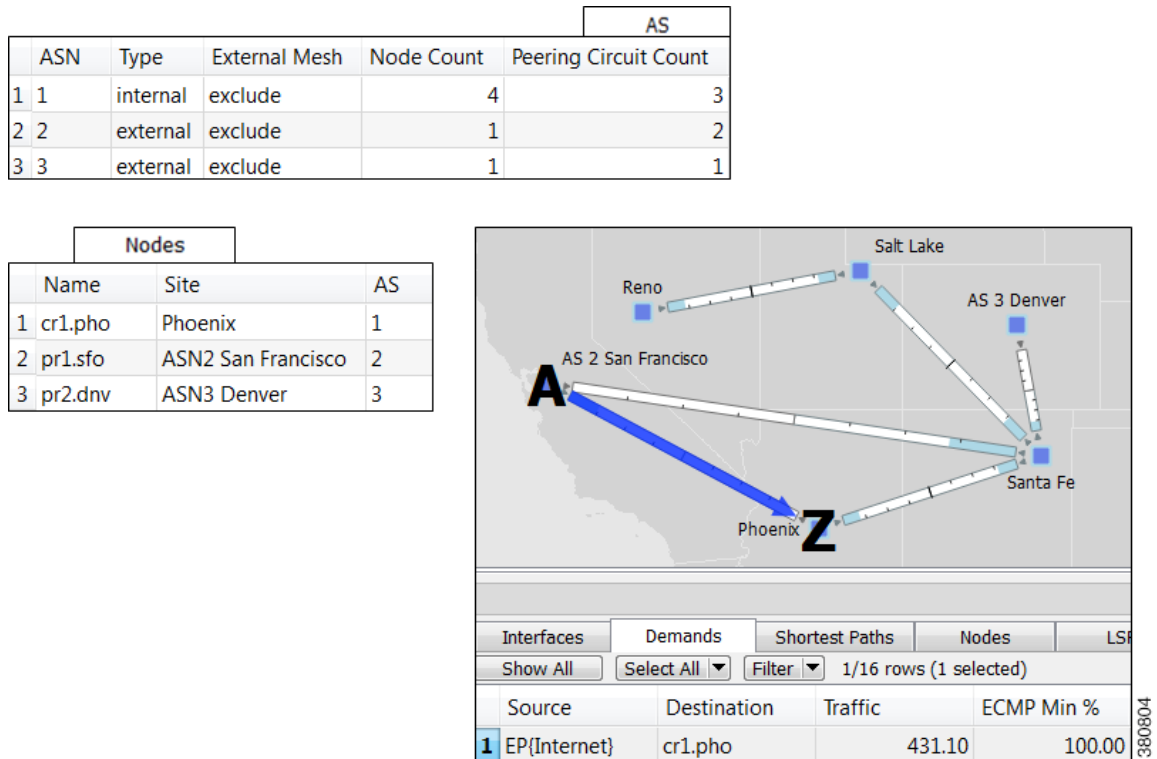 AS
ASN Type External Mesh Node Count Peering Circuit Count
1 1 internal exclude 4 3
2 2 external exclude 1 2
3 3 external exclude 1 1
Nodes
Name Site AS
1 cr1.pho Phoenix 1
2 pr1.sfo ASN2 San Francisco 2
3 pr2.dnv ASN3 Denver 3
Salt Lake
Reno
AS 3 Denver
AS 2 San Francisco
A
Santa Fe
Phoenix
Z
Interfaces Demands Shortest Paths Nodes LSP
Show All Select All Filter 1/16 rows (1 selected)
Source Destination Traffic ECMP Min %
1 EP{Internet} cr1.pho 431.10 100.00
380804